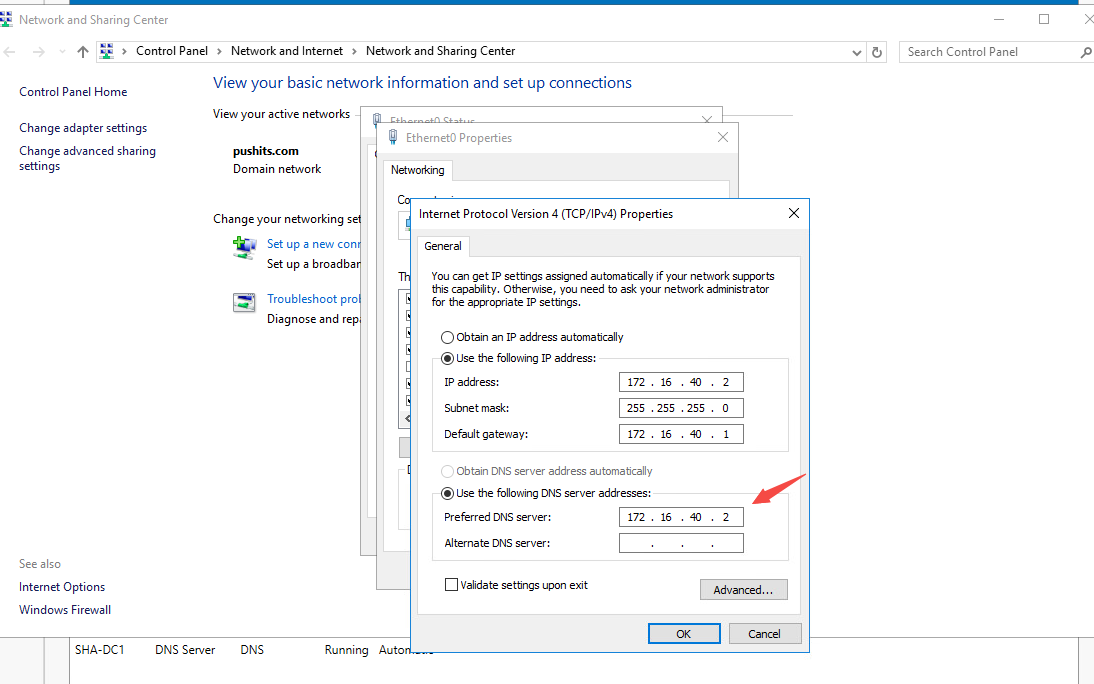 Network and Sharing Center
Control Panel > Network and Internet > Network and Sharing Center
Search Control Panel
Control Panel Home
Change adapter settings
Change advanced sharing
settings
View your basic network information and set up connections
View your active networks
pushits.com
Domain network
Change your networking set
Set up a new conn
Set up a broadban
Troubleshoot prob
Diagnose and repa
See also
Internet Options
Windows Firewall
Ethernet0 Status
Ethernet0 Properties
Networking
Th
Internet Protocol Version 4 (TCP/IPv4) Properties
General
You can get IP settings assigned automatically if your network supports
this capability. Otherwise, you need to ask your network administrator
for the appropriate IP settings.
Obtain an IP address automatically
Use the following IP address:
IP address: 172 . 16 . 40 . 2
Subnet mask: 255 . 255 . 255 . 0
Default gateway: 172 . 16 . 40 . 1
Obtain DNS server address automatically
Use the following DNS server addresses:
Preferred DNS server: 172 . 16 . 40 . 2
Alternate DNS server: . . .
Validate settings upon exit
Advanced...
OK
Cancel
SHA-DC1 DNS Server DNS Running Automatic